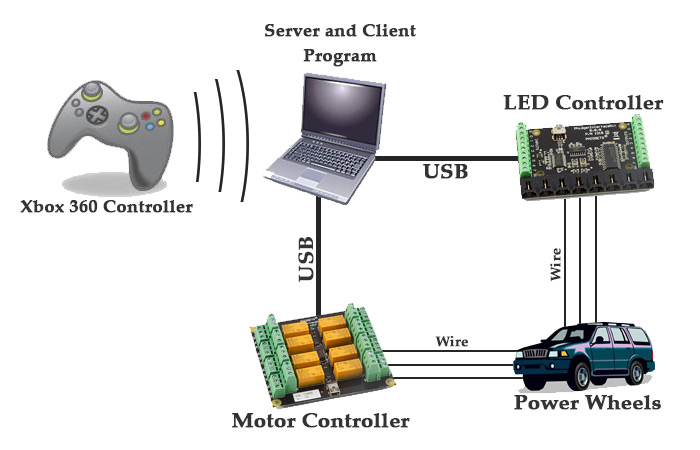 Server and Client
Program
LED Controller
Xbox 360 Controller
USB
USB
Wire
Wire
Motor Controller
Power Wheels